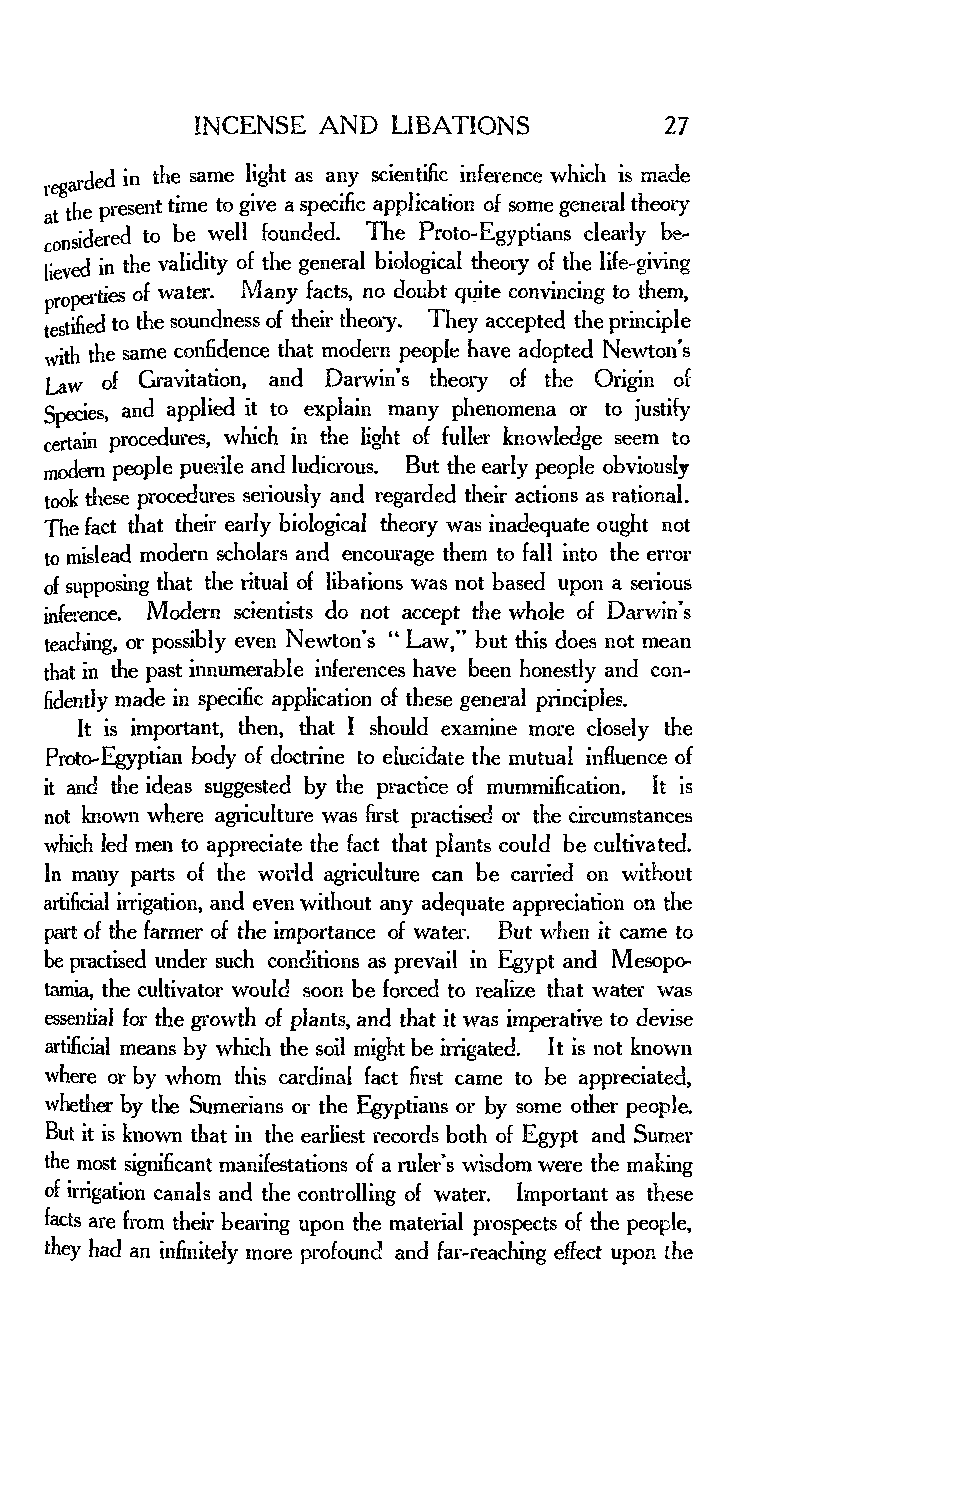 INCENSE AND LIBATIONS 27
regarded in the same light as any scientific inference which is made
at the present time to give a specific application of some general theory
considered to be well founded. The Proto-Egyptians clearly be-
lieved in the validity of the general biological theory of the life-giving
properties of water. Many facts, no doubt quite convincing to them,
testified to the soundness of their theory. They accepted the principle
with the same confidence that modern people have adopted Newton's
Law of Gravitation, and Darwin's theory of the Origin of
Species, and applied it to explain many phenomena or to justify
certain procedures, which in the light of fuller knowledge seem to
modern people puerile and ludicrous. But the early people obviously
took these procedures seriously and regarded their actions as rational.
The fact that their early biological theory was inadequate ought not
to mislead modern scholars and encourage them to fall into the error
of supposing that the ritual of libations was not based upon a serious
inference. Modern scientists do not accept the whole of Darwin's
teaching, or possibly even Newton's " Law," but this does not mean
that in the past innumerable inferences have been honestly and con-
fidently made in specific application of these general principles.
It is important, then, that I should examine more closely the
Proto-Egyptian body of doctrine to elucidate the mutual influence of
it and the ideas suggested by the practice of mummification. It is
not known where agriculture was first practised or the circumstances
which led men to appreciate the fact that plants could be cultivated.
In many parts of the world agriculture can be carried on without
artificial irrigation, and even without any adequate appreciation on the
part of the farmer of the importance of water. But when it came to
be practised under such conditions as prevail in Egypt and Mesopo-
tamia, the cultivator would soon be forced to realize that water was
essential for the growth of plants, and that it was imperative to devise
artificial means by which the soil might be irrigated. It is not known
where or by whom this cardinal fact first came to be appreciated,
whether by the Sumerians or the Egyptians or by some other people.
But it is known that in the earliest records both of Egypt and Sumer
the most significant manifestations of a ruler's wisdom were the making
of irrigation canals and the controlling of water. Important as these
facts are from their bearing upon the material prospects of the people,
they had an infinitely more profound and far-reaching effect upon the